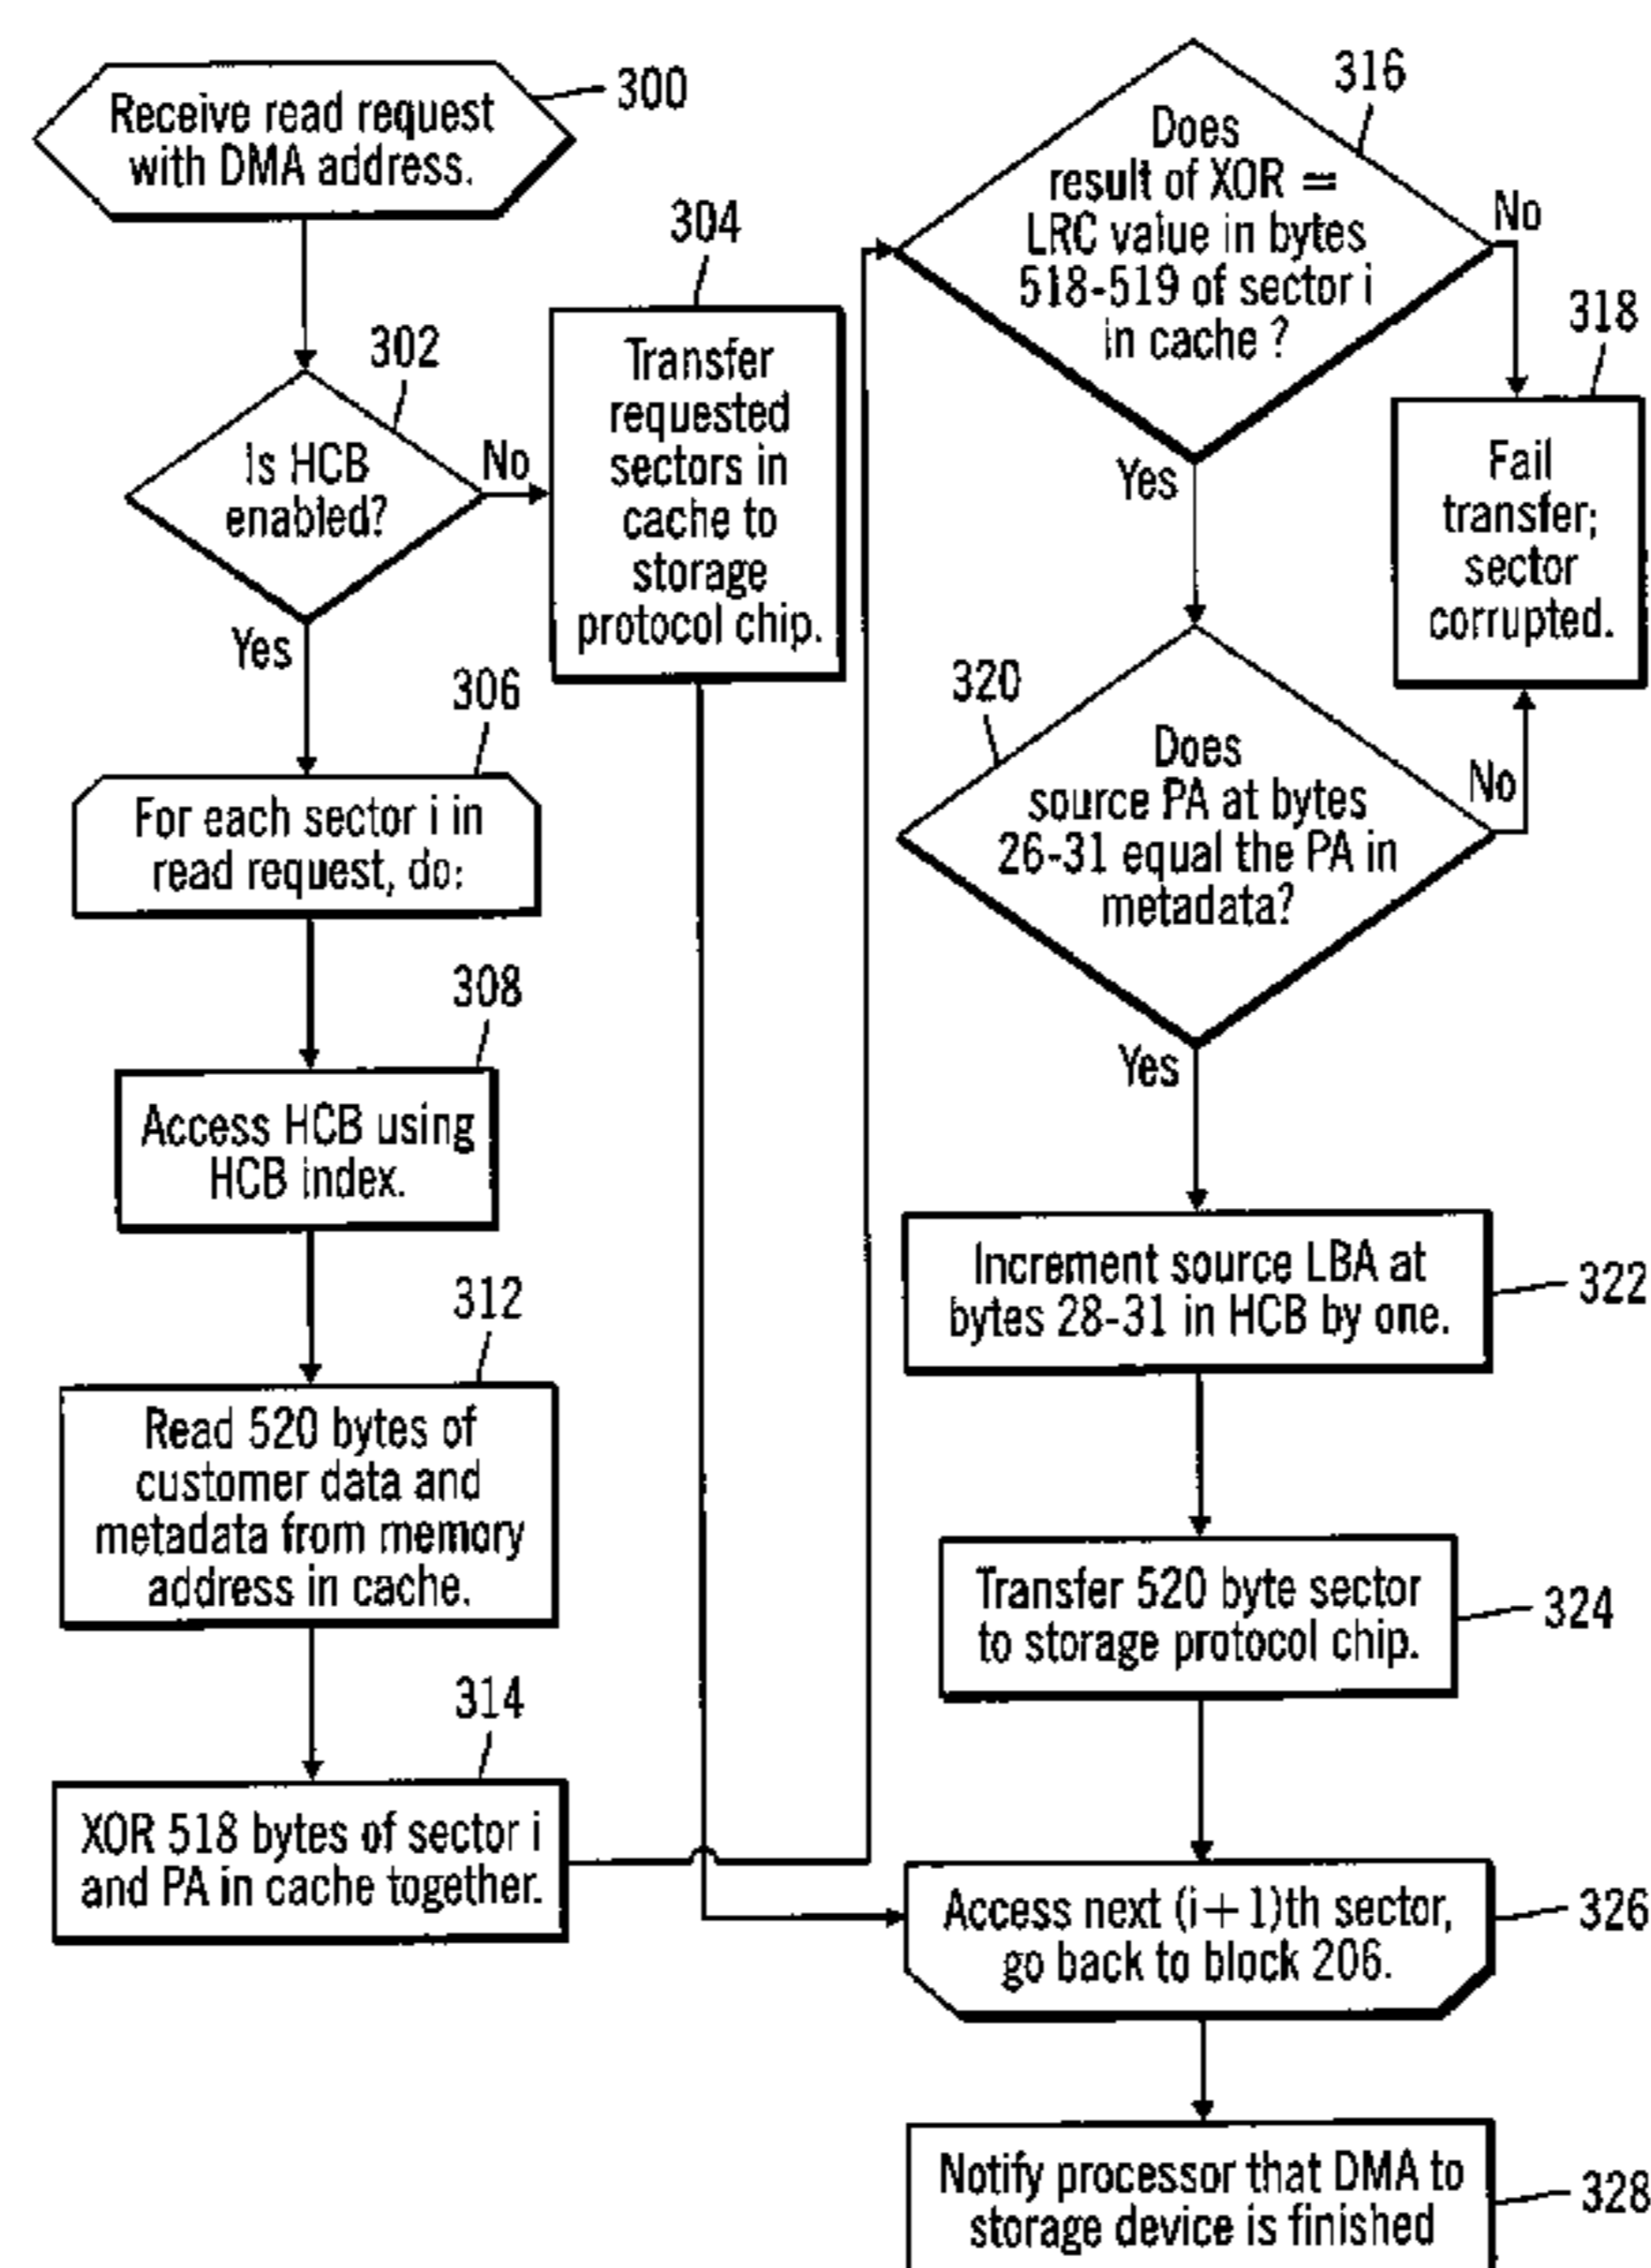 300
Receive read request
with DMA address.
302
Is HCB
enabled?
No
Yes
304
Transfer
requested
sectors in
cache to
storage
protocol chip.
306
For each sector i in
read request, do:
308
Access HCB using
HCB index.
312
Read 520 bytes of
customer data and
metadata from memory
address in cache.
314
XOR 518 bytes of sector i
and PA in cache together.
316
Does
result of XOR =
LRC value in bytes
518-519 of sector i
in cache ?
No
Yes
318
Fail
transfer;
sector
corrupted.
320
Does
source PA at bytes
26-31 equal the PA in
metadata?
No
Yes
Increment source LBA at
bytes 28-31 in HCB by one.
322
Transfer 520 byte sector
to storage protocol chip.
324
Access next (i+1)th sector,
go back to block 206.
326
Notify processor that DMA to
storage device is finished
328